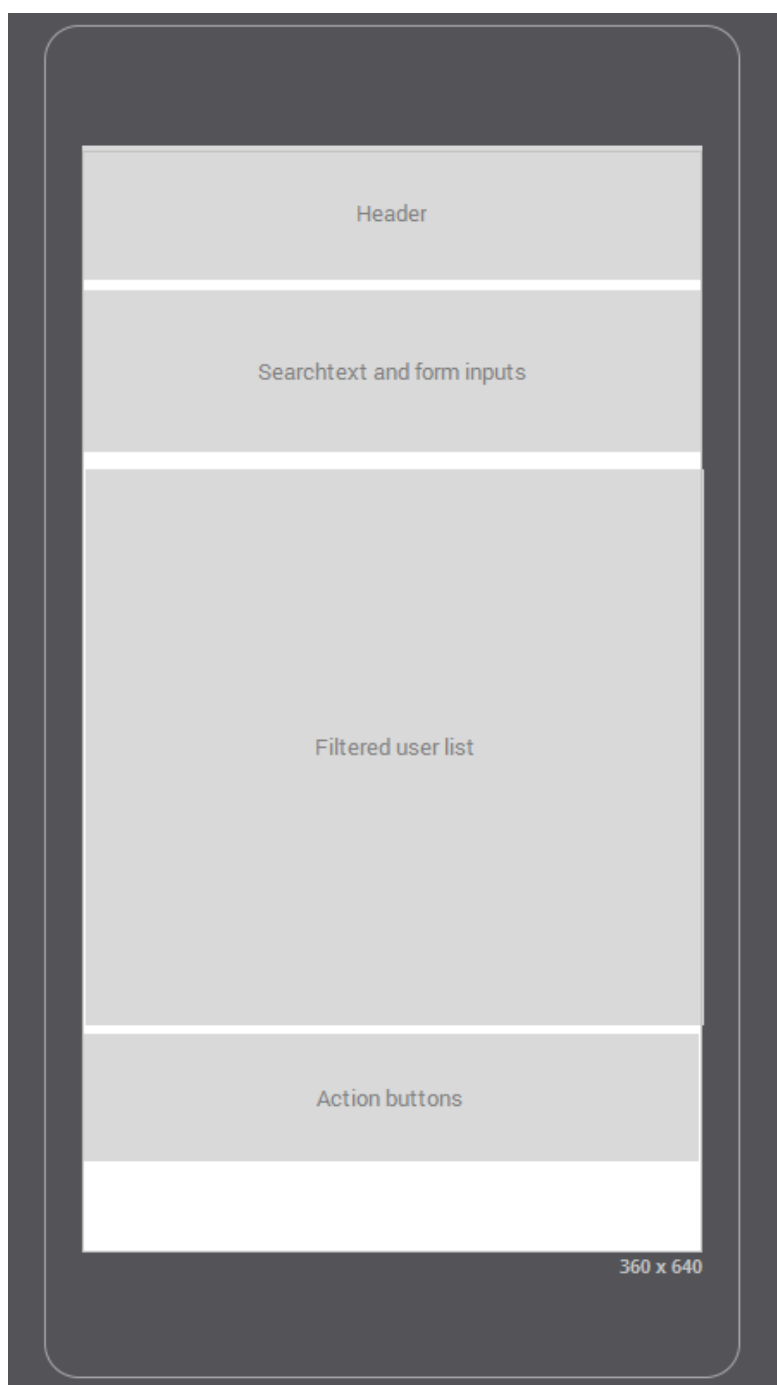 Header
Searchtext and form inputs
Filtered user list
Action buttons
360 x 640